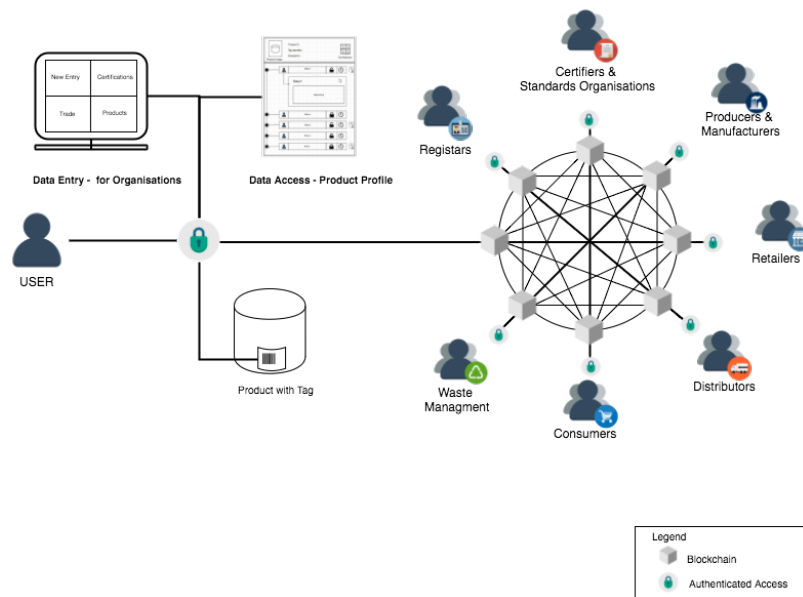 New Entry
Certifications
Trade
Products
Data Entry -  for Organisations
Data Access - Product Profile
USER
Product with Tag
Certifiers &
Standards Organisations
Registars
Producers &
Manufacturers
Retailers
Distributors
Consumers
Waste
Managment
Legend
Blockchain
Authenticated Access